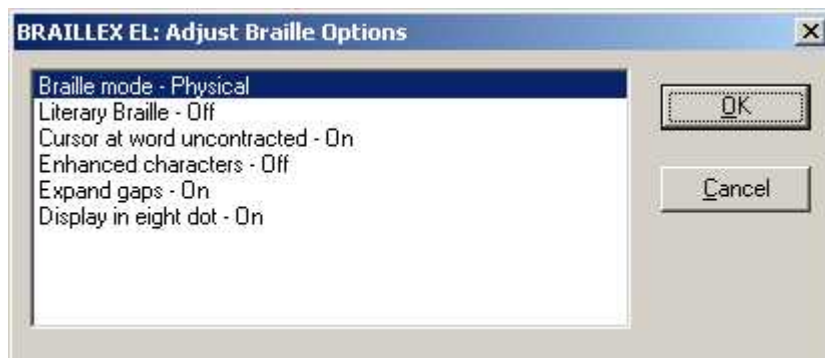 BRAILLEX EL: Adjust Braille Options
Braille mode - Physical
Literary Braille - Off
Cursor at word uncontracted - On
Enhanced characters - Off
Expand gaps - On
Display in eight dot - On
OK
Cancel